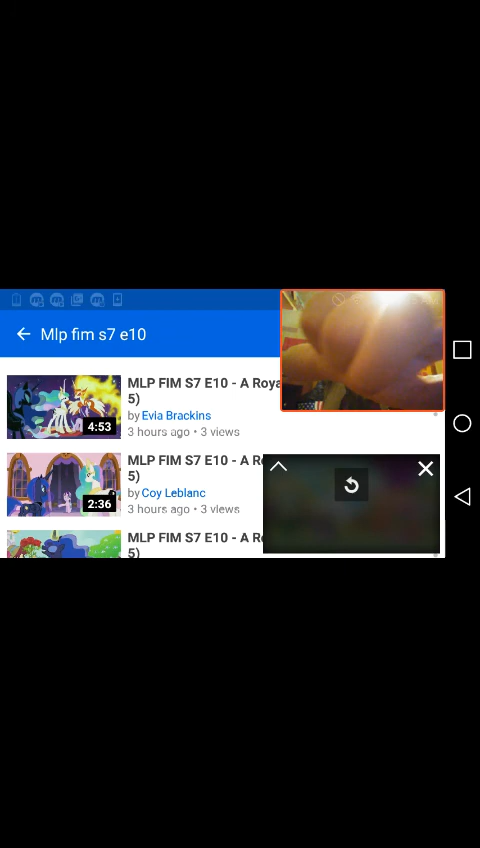 Mlp fim s7 e10
MLP FIM S7 E10 - A Roya
5)
by Evia Brackins
3 hours ago • 3 views
4:53
MLP FIM S7 E10 - A R
5)
by Coy Leblanc
3 hours ago • 3 views
2:36
MLP FIM S7 E10 - A R
5)